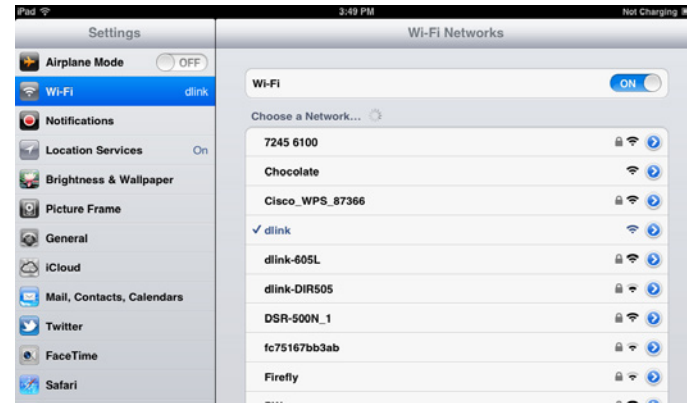 iPad 3:49 PM Not Charging
Settings
Airplane Mode OFF
Wi-Fi dlink
Notifications
Location Services On
Brightness & Wallpaper
Picture Frame
General
iCloud
Mail, Contacts, Calendars
Twitter
FaceTime
Safari
Wi-Fi Networks
Wi-Fi ON
Choose a Network...
7245 6100
Chocolate
Cisco_WPS_87366
✓ dlink
dlink-605L
dlink-DIR505
DSR-500N_1
fc75167bb3ab
Firefly